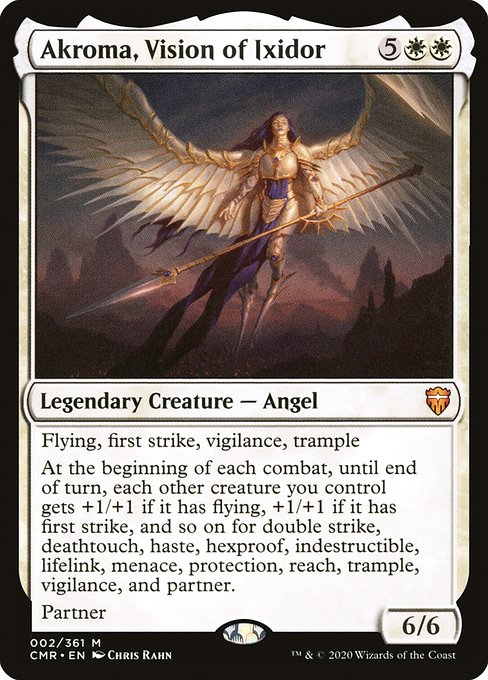 Akroma, Vision of Ixidor 5
Legendary Creature — Angel
Flying, first strike, vigilance, trample
At the beginning of each combat, until end
of turn, each other creature you control
gets +1/+1 if it has flying, +1/+1 if it has
first strike, and so on for double strike,
deathtouch, haste, hexproof, indestructible,
lifelink, menace, protection, reach, trample,
vigilance, and partner.
Partner
6/6
002/361 M
CMR • EN Chris Rahn
™ & © 2020 Wizards of the Coast